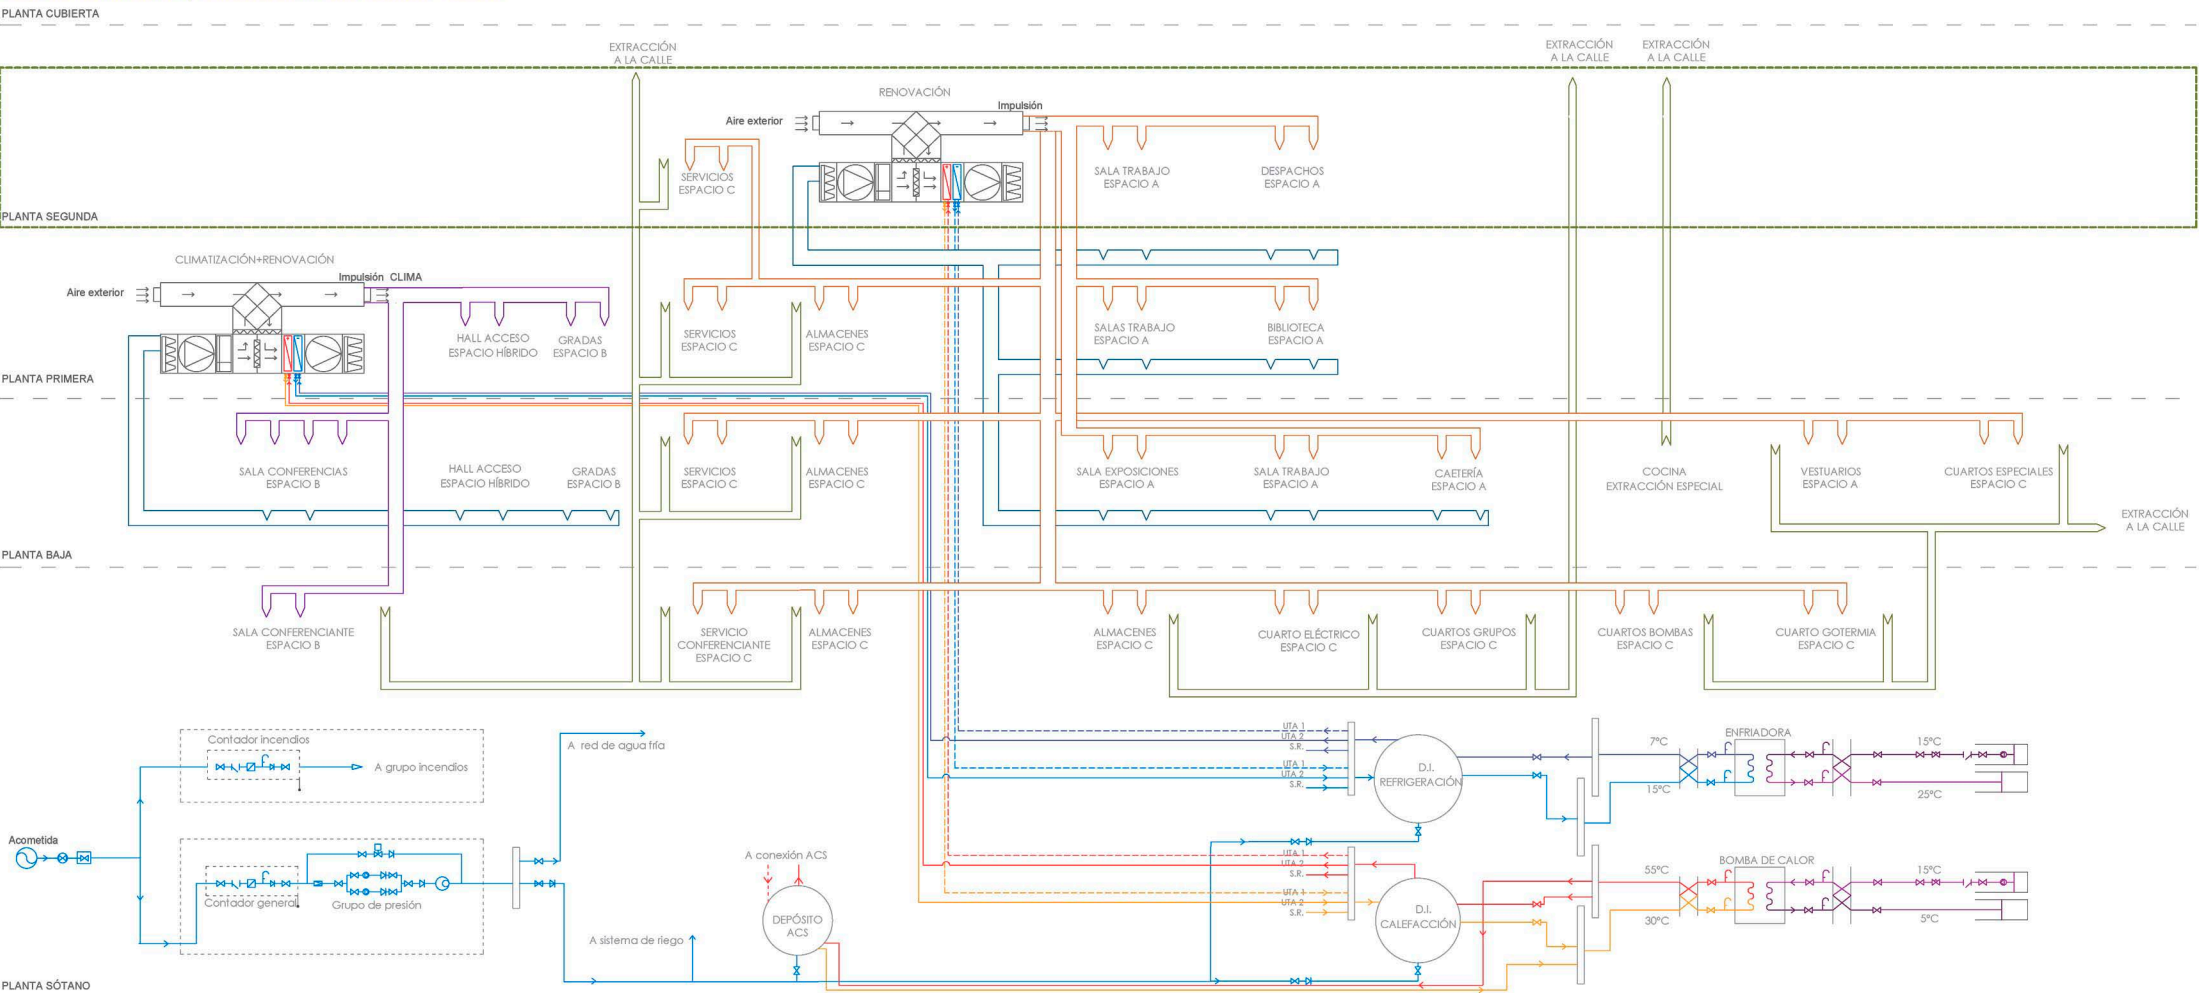 PLANTA CUBIERTA
EXTRACCIÓN
A LA CALLE
EXTRACCIÓN
A LA CALLE
EXTRACCIÓN
A LA CALLE
RENOVACIÓN
Aire exterior
Impulsión
SERVICIOS
ESPACIO C
SALA TRABAJO
ESPACIO A
DESPACHOS
ESPACIO A
PLANTA SEGUNDA
CLIMATIZACIÓN+RENOVACIÓN
Impulsión CLIMA
Aire exterior
HALL ACCESO
ESPACIO HÍBRIDO
GRADAS
ESPACIO B
SERVICIOS
ESPACIO C
ALMACENES
ESPACIO C
SALAS TRABAJO
ESPACIO A
BIBLIOTECA
ESPACIO A
PLANTA PRIMERA
SALA CONFERENCIAS
ESPACIO B
HALL ACCESO
ESPACIO HÍBRIDO
GRADAS
ESPACIO B
SERVICIOS
ESPACIO C
ALMACENES
ESPACIO C
SALA EXPOSICIONES
ESPACIO A
SALA TRABAJO
ESPACIO A
CAETERÍA
ESPACIO A
COCINA
EXTRACCIÓN ESPECIAL
VESTUARIOS
ESPACIO A
CUARTOS ESPECIALES
ESPACIO C
EXTRACCIÓN
A LA CALLE
PLANTA BAJA
SALA CONFERENCIANTE
ESPACIO B
SERVICIO
CONFERENCIANTE
ESPACIO C
ALMACENES
ESPACIO C
ALMACENES
ESPACIO C
CUARTO ELÉCTRICO
ESPACIO C
CUARTOS GRUPOS
ESPACIO C
CUARTOS BOMBAS
ESPACIO C
CUARTO GOTERMIA
ESPACIO C
Contador incendios
A grupo incendios
A red de agua fría
UTA 1
UTA 2
S.R.
UTA 1
UTA 2
S.R.
D.I.
REFRIGERACIÓN
7ºC
15ºC
ENFRIADORA
15ºC
25ºC
Acometida
Contador general
Grupo de presión
A conexión ACS
DEPÓSITO
ACS
A sistema de riego
UTA 1
UTA 2
S.R.
UTA 1
UTA 2
S.R.
D.I.
CALEFACCIÓN
55ºC
30ºC
BOMBA DE CALOR
15ºC
5ºC
PLANTA SÓTANO